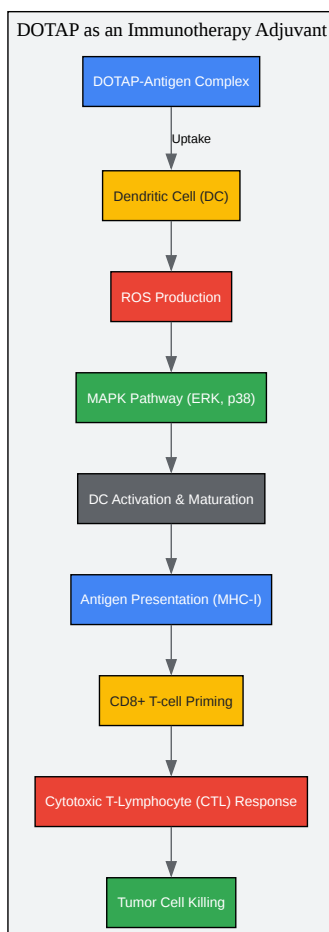 DOTAP as an Immunotherapy Adjuvant
DOTAP-Antigen Complex
Uptake
Dendritic Cell (DC)
ROS Production
MAPK Pathway (ERK, p38)
DC Activation & Maturation
Antigen Presentation (MHC-I)
CD8+ T-cell Priming
Cytotoxic T-Lymphocyte (CTL) Response
Tumor Cell Killing